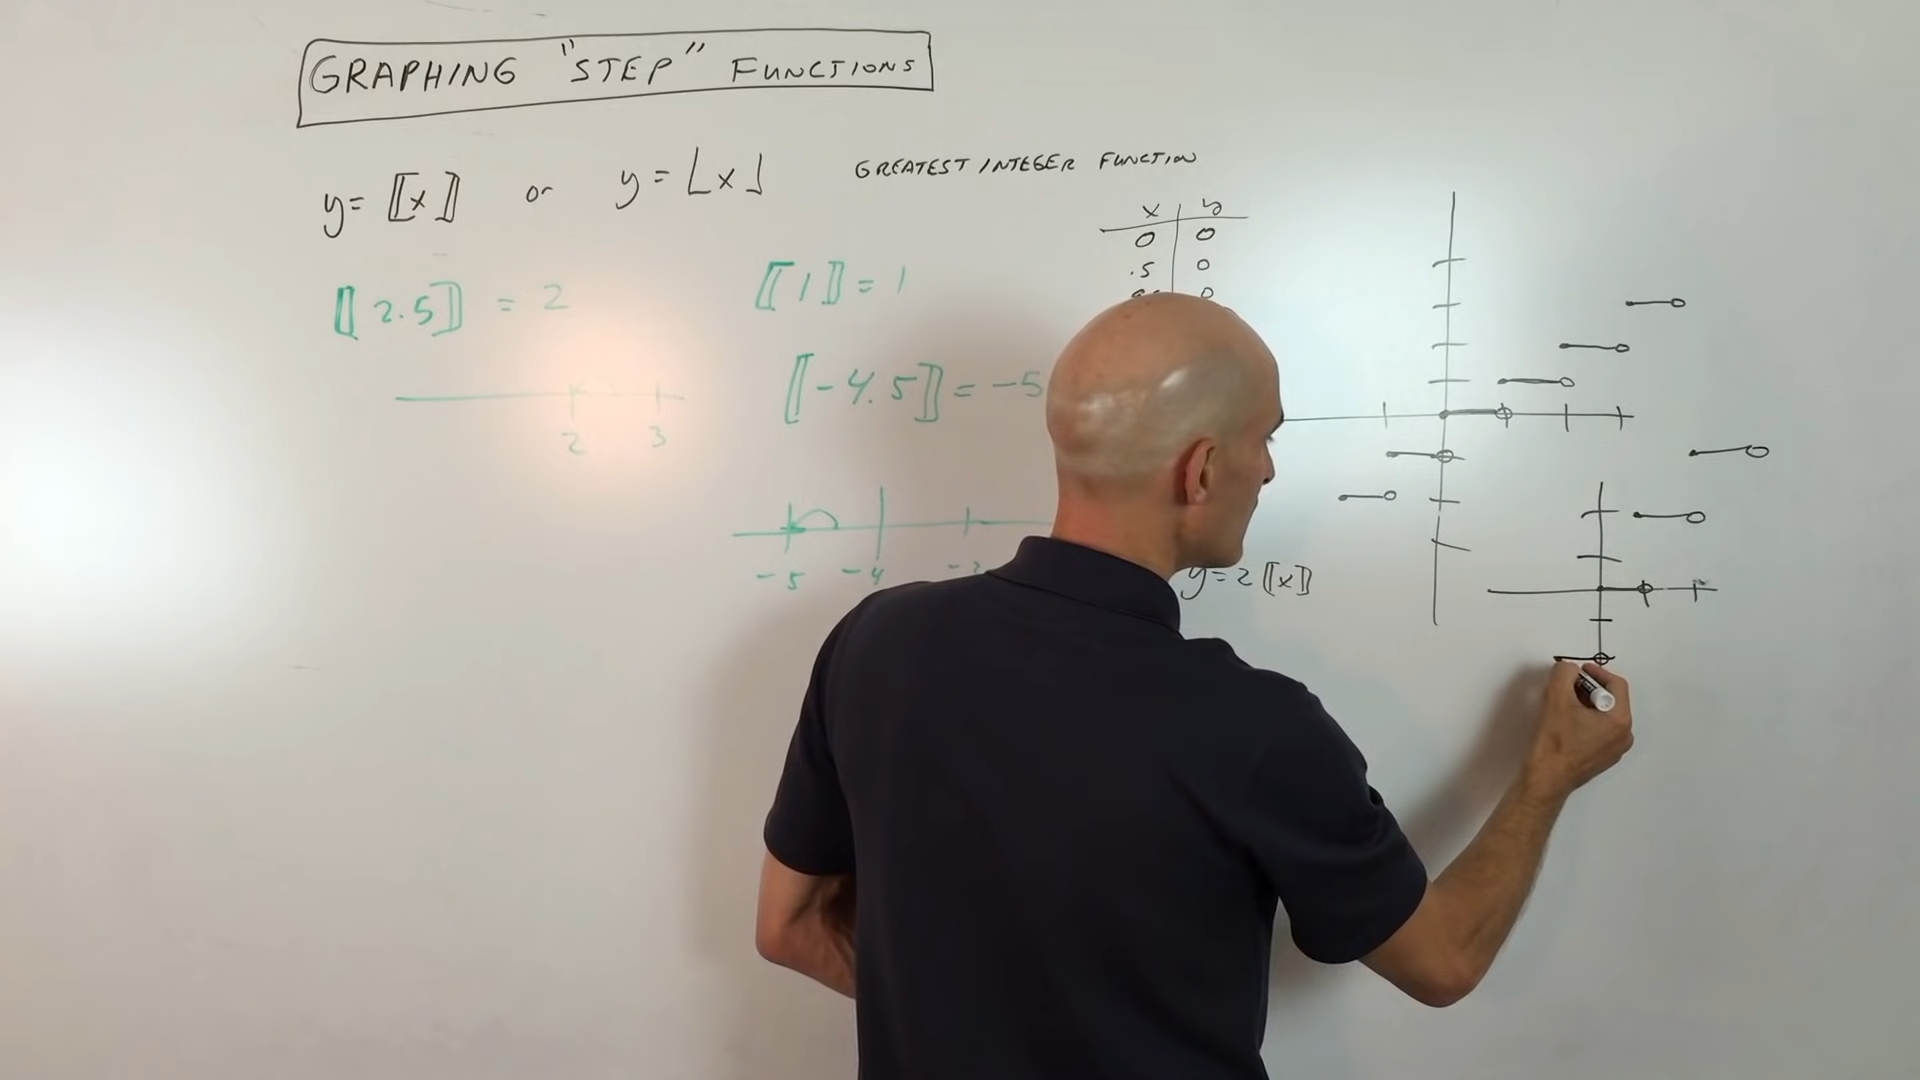 GRAPHING "STEP" FUNCTIONS
y= ⟦x⟧ or y= ⌊x⌋
GREATEST INTEGER FUNCTION
x y
0 0
.5 0
0
⟦2.5⟧ = 2
⟦1⟧ = 1
2 3
⟦-4.5⟧ = -5
-5 -4
y=2⟦x⟧